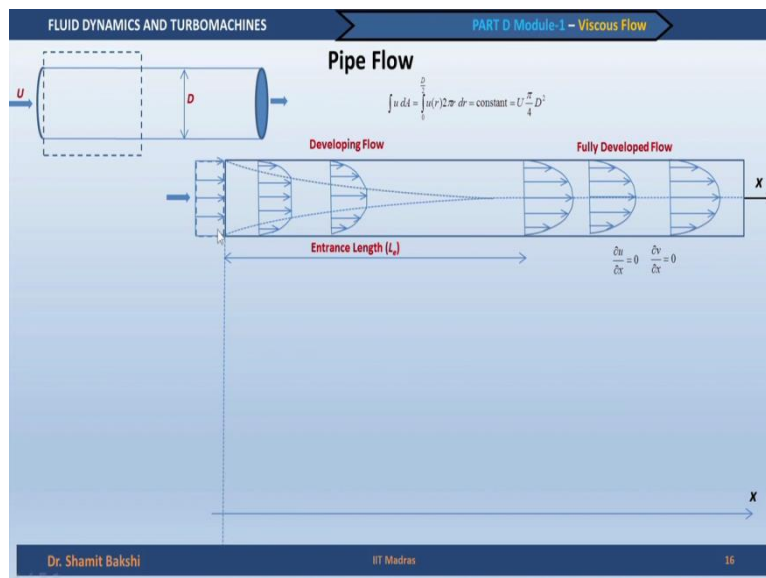 FLUID DYNAMICS AND TURBOMACHINES
PART D Module-1 – Viscous Flow
Pipe Flow
U
D
∫ u dA = ∫₀^{D/2} u(r)2πr dr = constant = U π/4 D²
Developing Flow
Fully Developed Flow
X
Entrance Length (Lₑ)
∂u/∂x = 0 ∂v/∂x = 0
X
Dr. Shamit Bakshi
IIT Madras
16